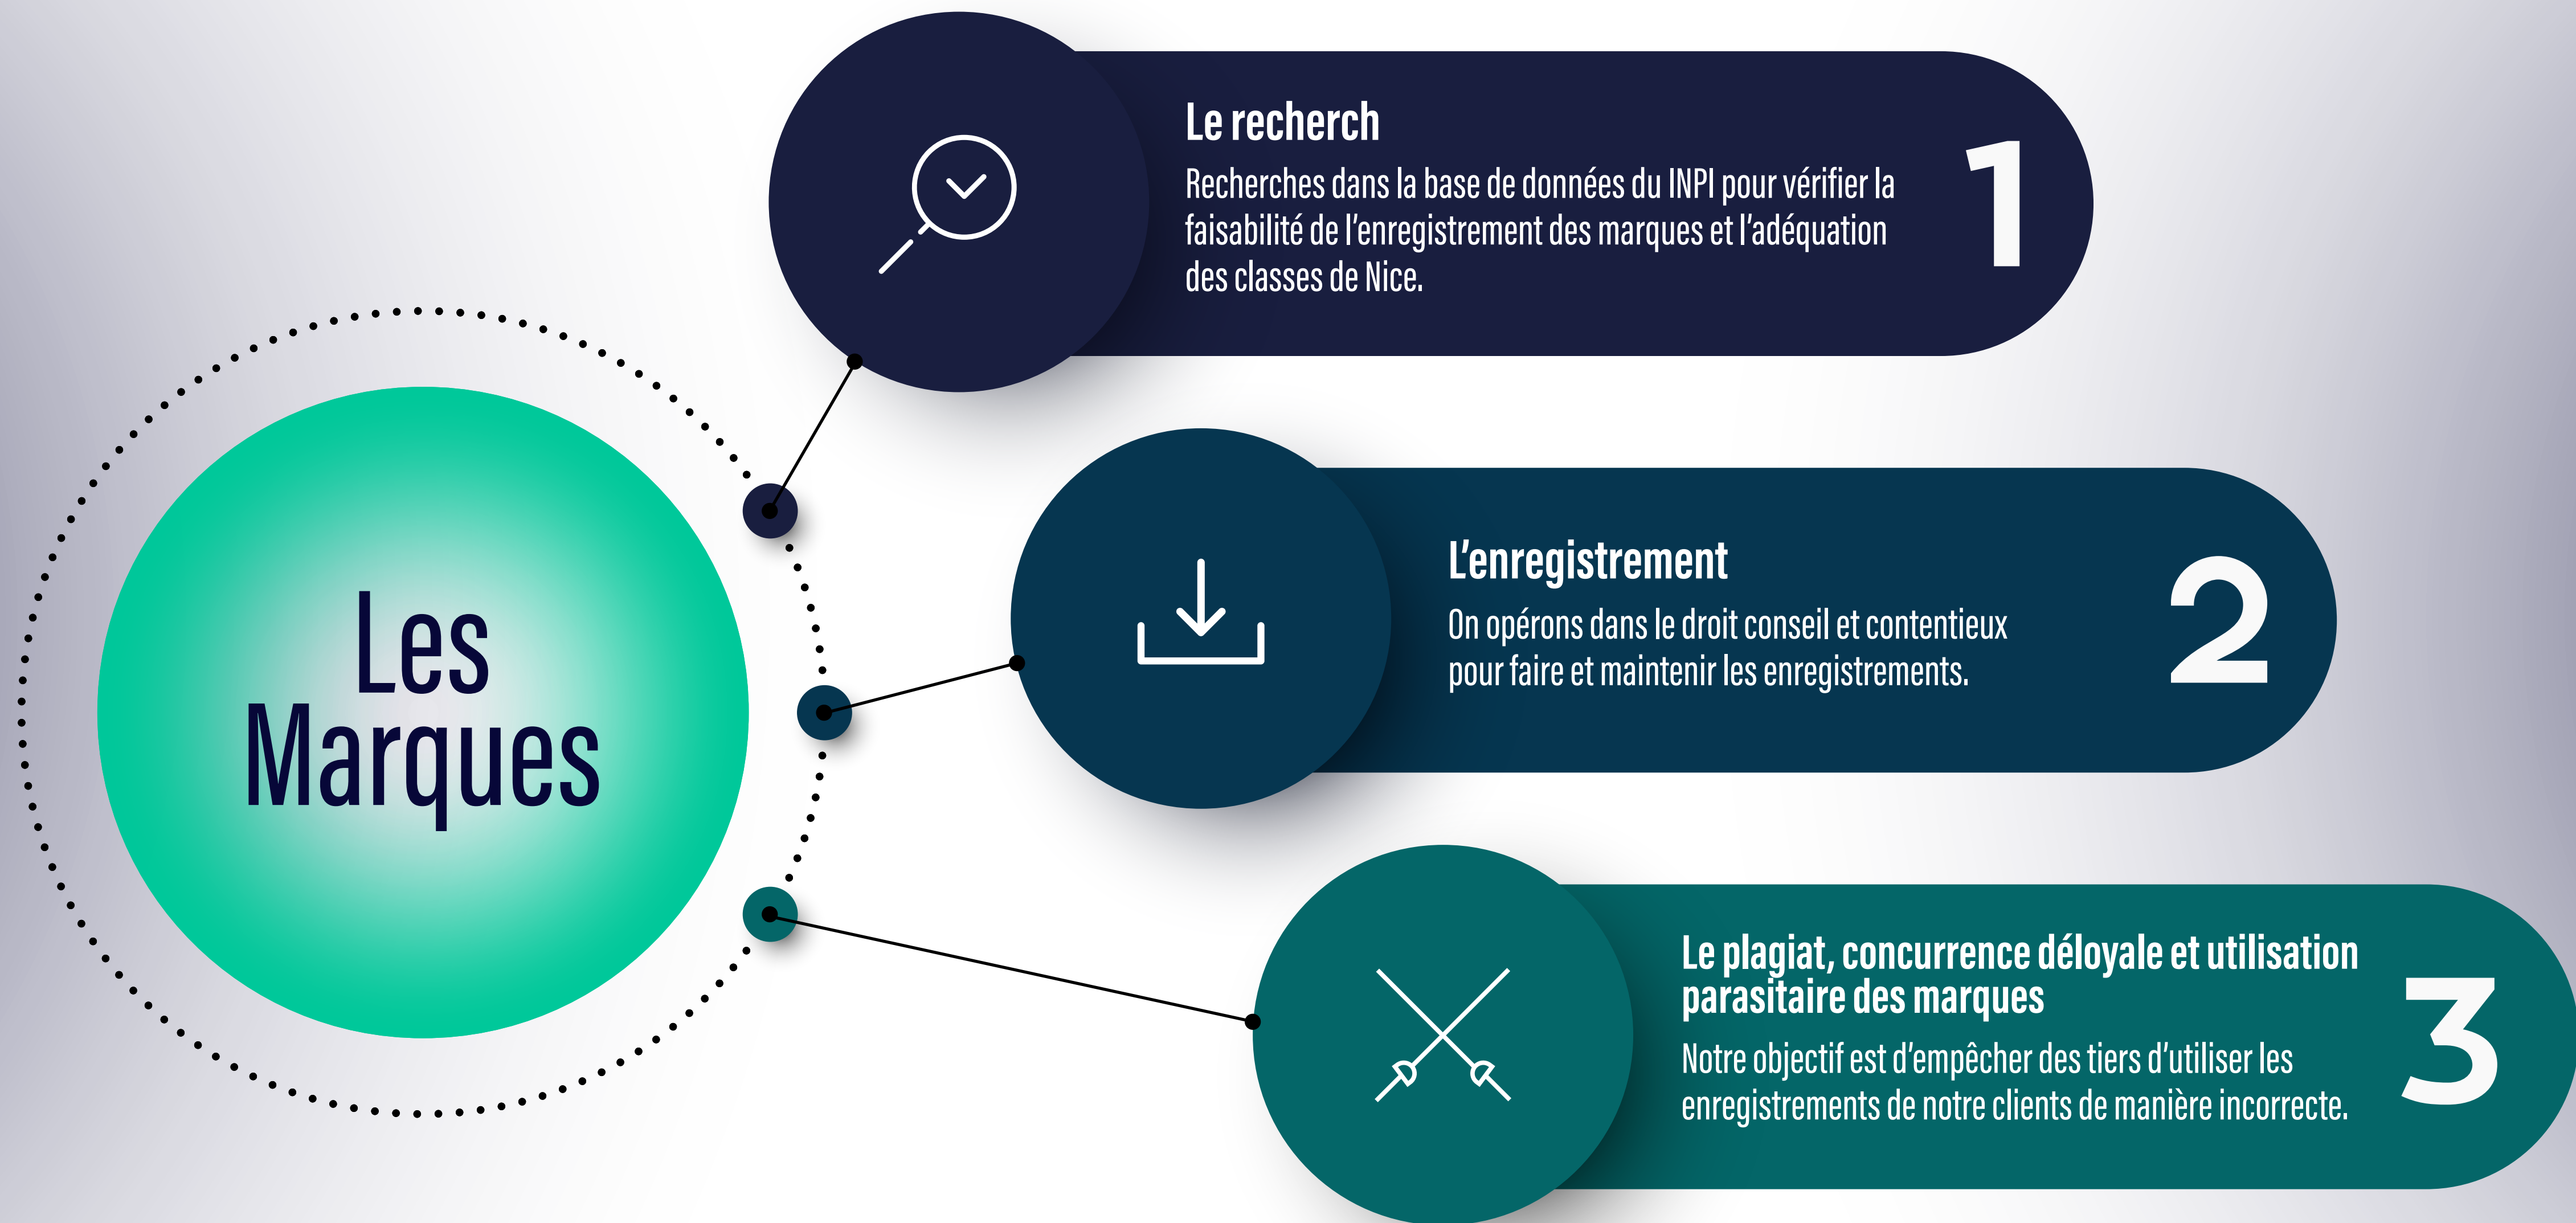 Les
Marques
Le recherch
Recherches dans la base de données du INPI pour vérifier la
faisabilité de l’enregistrement des marques et l’adéquation
des classes de Nice.
1
L’enregistrement
On opérons dans le droit conseil et contentieux
pour faire et maintenir les enregistrements.
2
Le plagiat, concurrence déloyale et utilisation
parasitaire des marques
Notre objectif est d’empêcher des tiers d’utiliser les
enregistrements de notre clients de manière incorrecte.
3